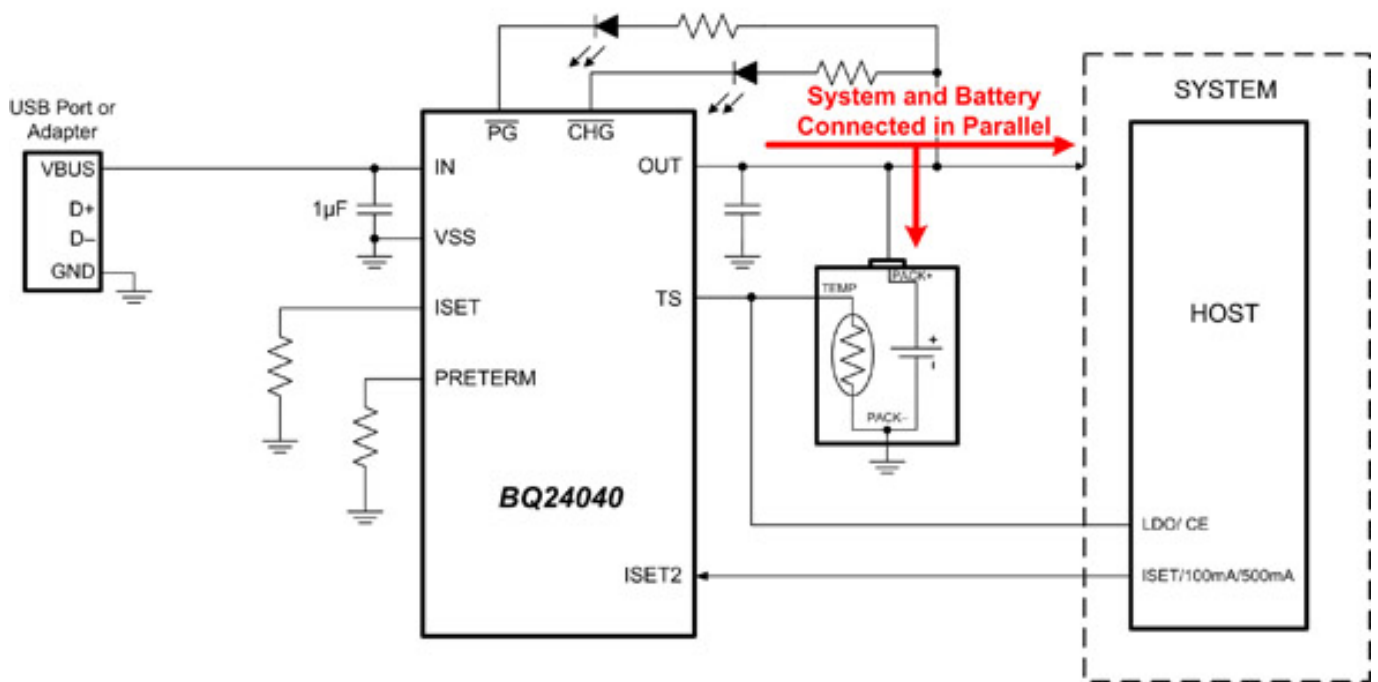 USB Port or
Adapter
VBUS
D+
D–
GND
1µF
PG
CHG
IN
VSS
ISET
PRETERM
BQ24040
OUT
TS
ISET2
System and Battery
Connected in Parallel
TEMP
PACK+
+
-
PACK–
SYSTEM
HOST
LDO/ CE
ISET/100mA/500mA